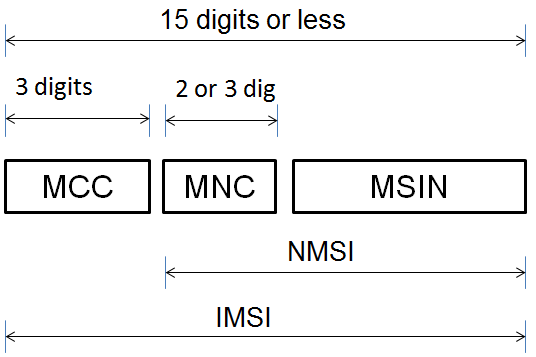 15 digits or less
3 digits
2 or 3 dig
MCC
MNC
MSIN
NMSI
IMSI